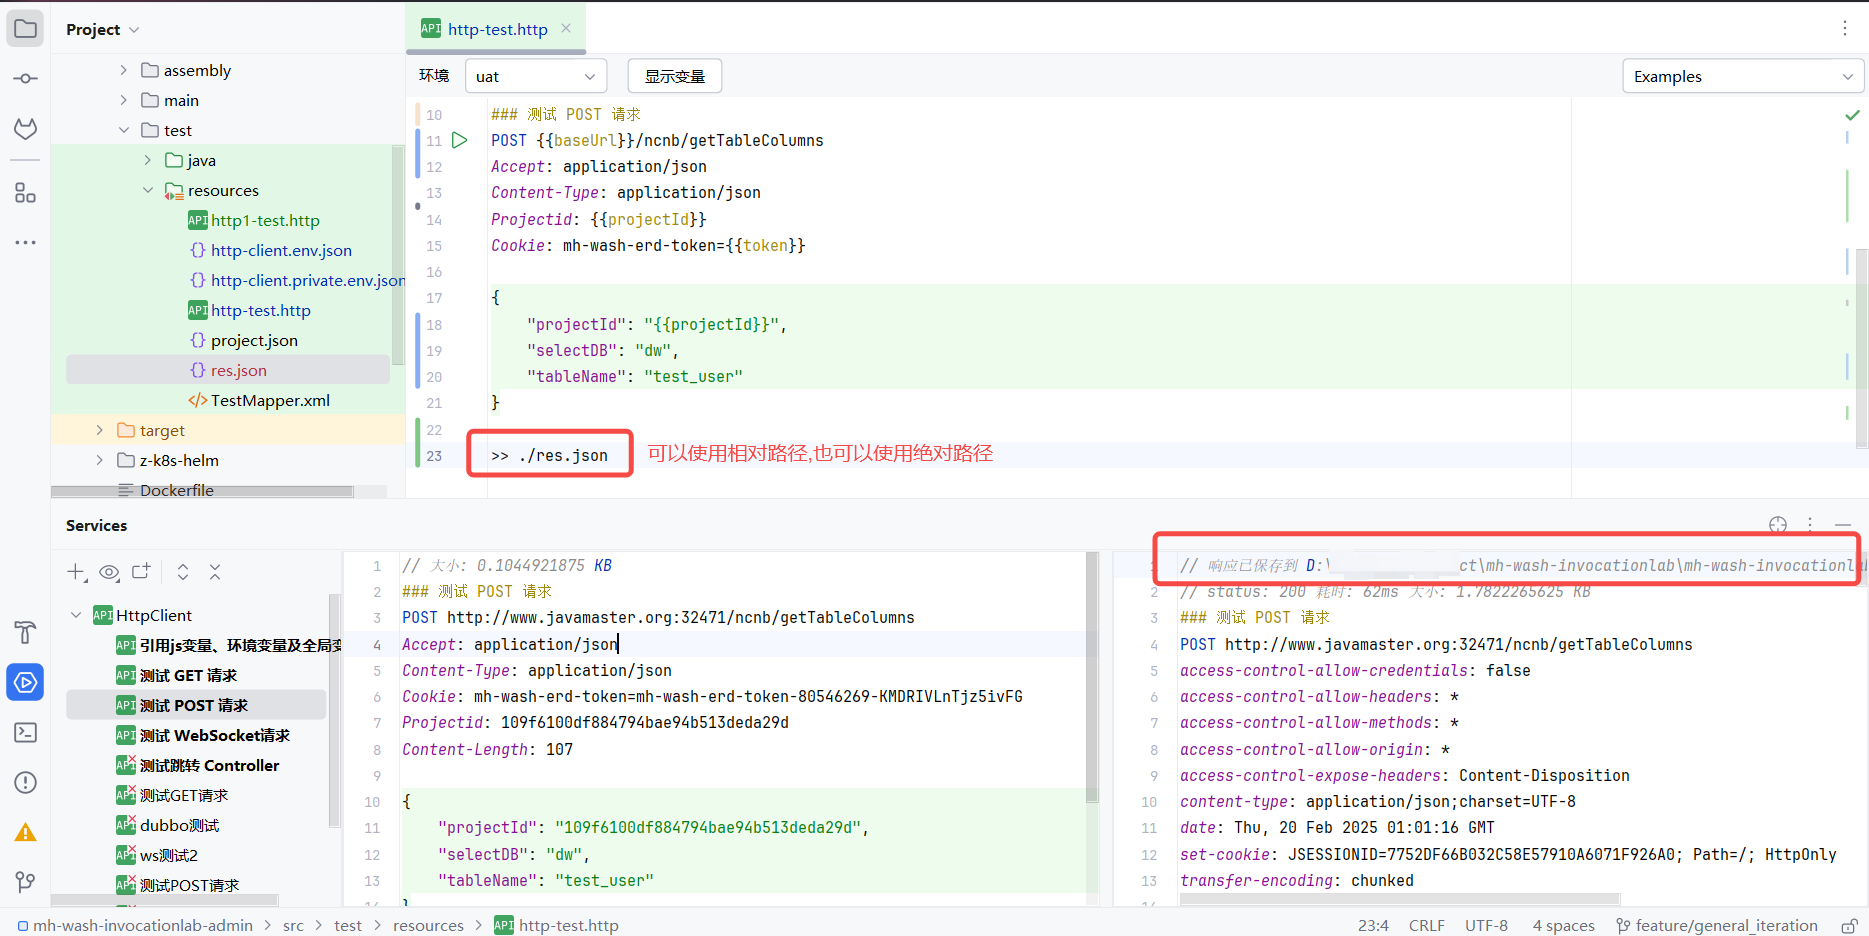 Project
assembly
main
test
java
resources
http1-test.http
http-client.env.json
http-client.private.env.json
http-test.http
project.json
res.json
TestMapper.xml
target
z-k8s-helm
Dockerfile
http-test.http
环境
uat
显示变量
Examples
10 ### 测试 POST 请求
11 POST {{baseUrl}}/ncnb/getTableColumns
12 Accept: application/json
13 Content-Type: application/json
14 Projectid: {{projectId}}
15 Cookie: mh-wash-erd-token={{token}}
16
17 {
18 "projectId": "{{projectId}}",
19 "selectDB": "dw",
20 "tableName": "test_user"
21 }
22
23 >> ./res.json
可以使用相对路径,也可以使用绝对路径
Services
HttpClient
引用js变量、环境变量及全局变
测试 GET 请求
测试 POST 请求
测试 WebSocket请求
测试跳转 Controller
测试GET请求
dubbo测试
ws测试2
测试POST请求
1 // 大小: 0.1044921875 KB
2 ### 测试 POST 请求
3 POST http://www.javamaster.org:32471/ncnb/getTableColumns
4 Accept: application/json
5 Content-Type: application/json
6 Cookie: mh-wash-erd-token=mh-wash-erd-token-80546269-KMDRIVLnTjz5ivFG
7 Projectid: 109f6100df884794bae94b513deda29d
8 Content-Length: 107
9
10 {
11 "projectId": "109f6100df884794bae94b513deda29d",
12 "selectDB": "dw",
13 "tableName": "test_user"
14 }
1 // 响应已保存到 D:\ ct\mh-wash-invocationlab\mh-wash-invocationla
2 // status: 200 耗时: 62ms 大小: 1.7822265625 KB
3 ### 测试 POST 请求
4 POST http://www.javamaster.org:32471/ncnb/getTableColumns
5 access-control-allow-credentials: false
6 access-control-allow-headers: *
7 access-control-allow-methods: *
8 access-control-allow-origin: *
9 access-control-expose-headers: Content-Disposition
10 content-type: application/json;charset=UTF-8
11 date: Thu, 20 Feb 2025 01:01:16 GMT
12 set-cookie: JSESSIONID=7752DF66B032C58E57910A6071F926A0; Path=/; HttpOnly
13 transfer-encoding: chunked
14
mh-wash-invocationlab-admin > src > test > resources > http-test.http
23:4 CRLF UTF-8 4 spaces feature/general_iteration